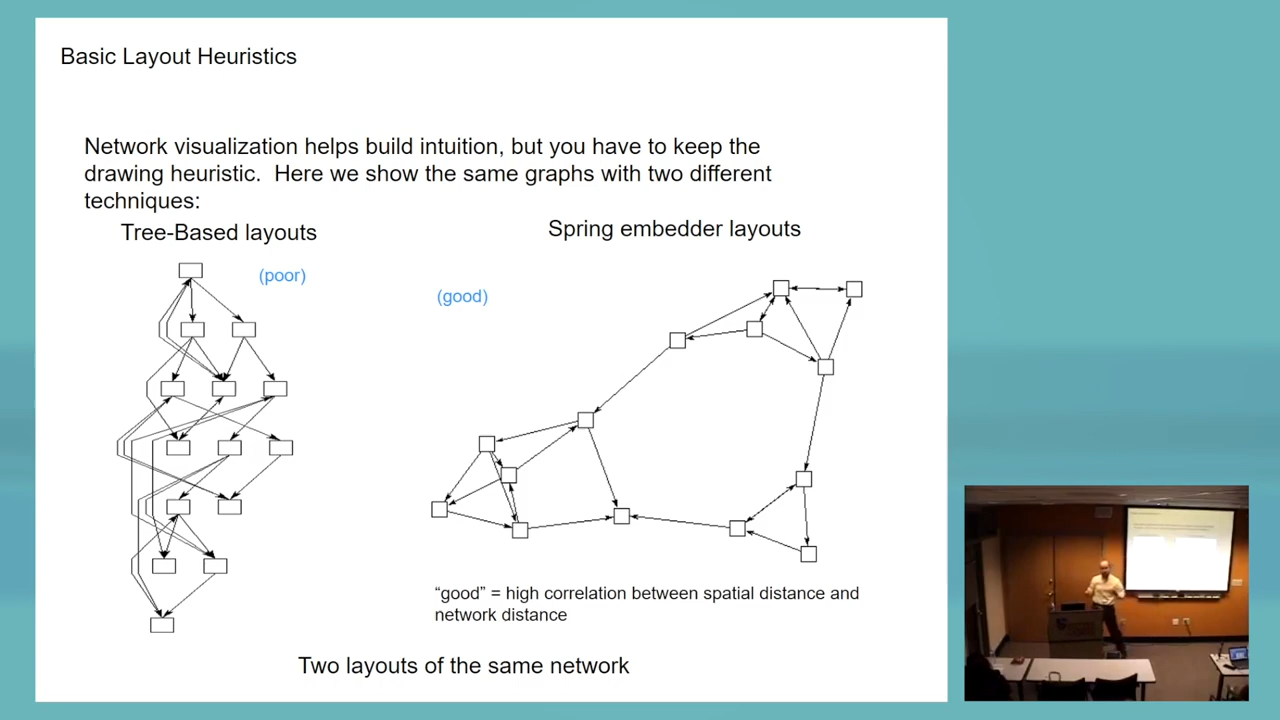 Basic Layout Heuristics
Network visualization helps build intuition, but you have to keep the
drawing heuristic.  Here we show the same graphs with two different
techniques:
Tree-Based layouts
(poor)
Spring embedder layouts
(good)
“good” = high correlation between spatial distance and
network distance
Two layouts of the same network